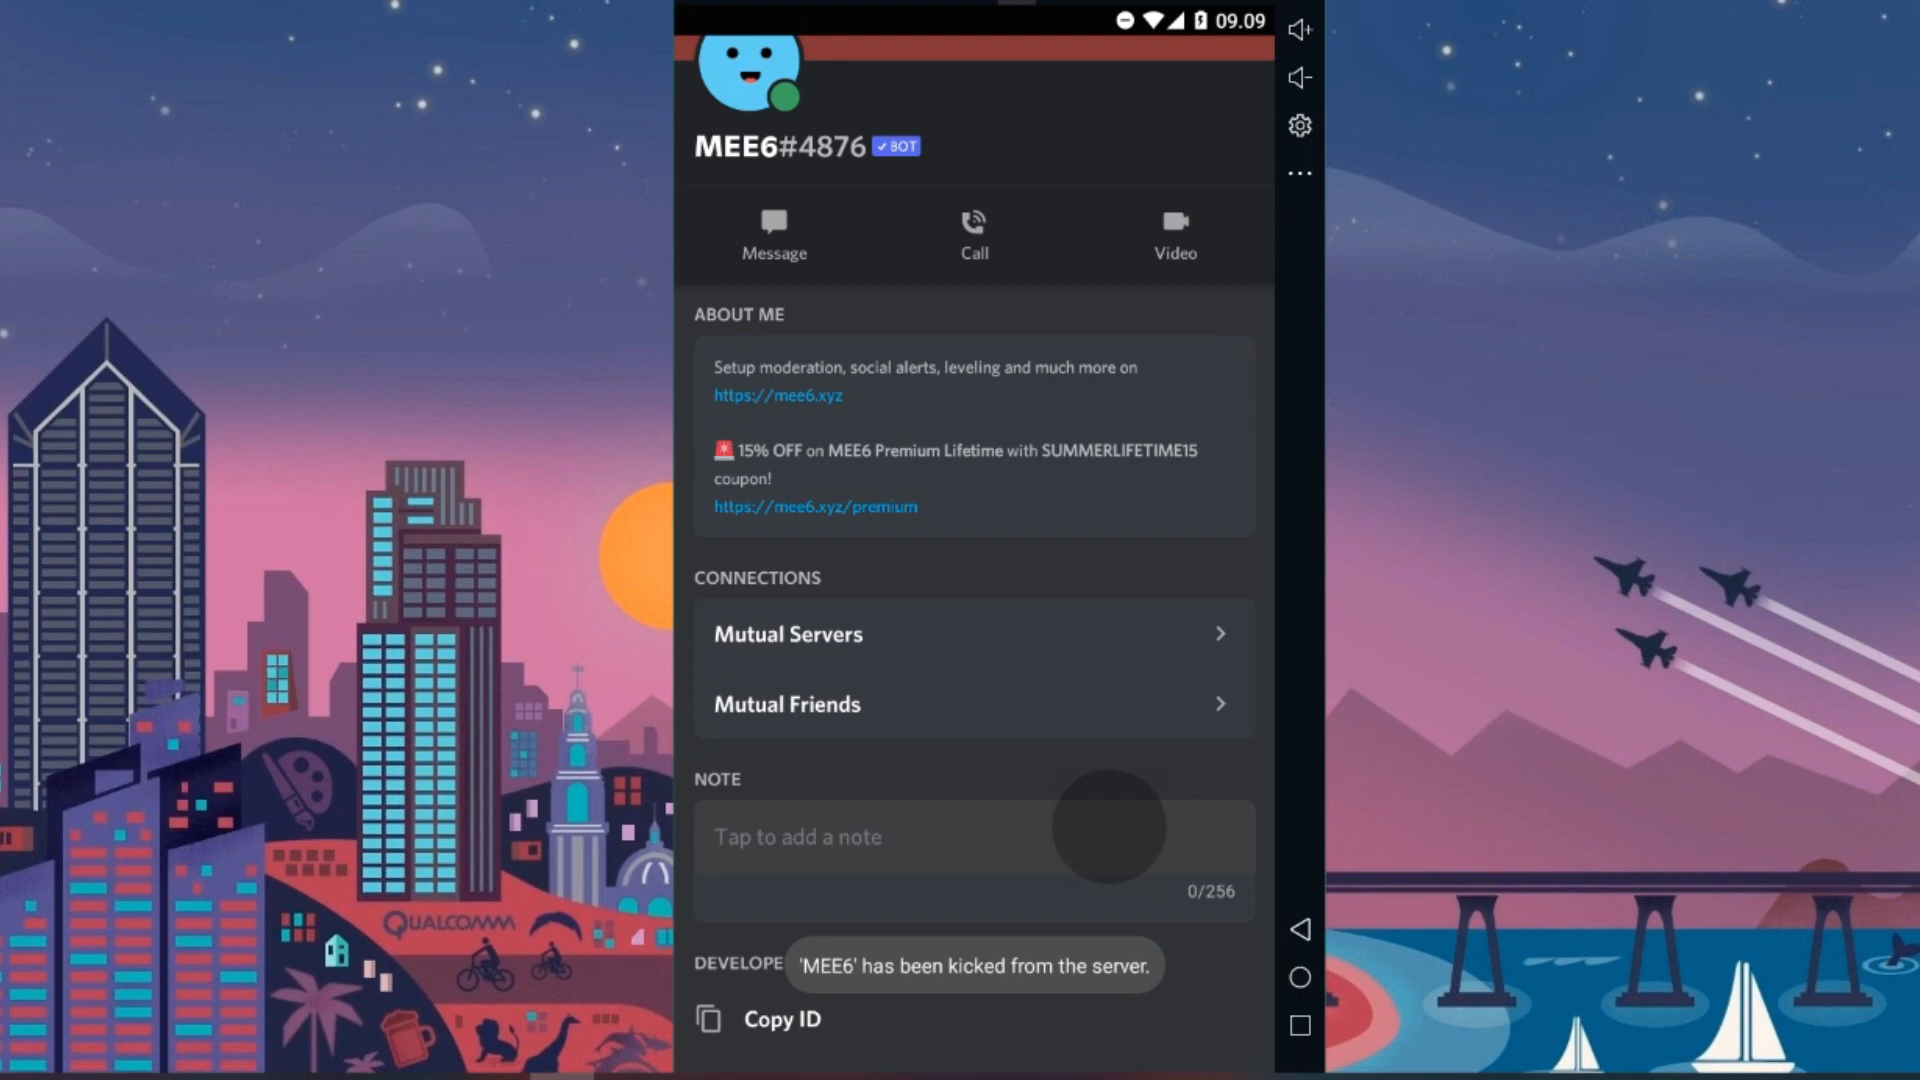 09.09
MEE6#4876 ✓ BOT
Message
Call
Video
ABOUT ME
Setup moderation, social alerts, leveling and much more on
https://mee6.xyz
🚨 15% OFF on MEE6 Premium Lifetime with SUMMERLIFETIME15
coupon!
https://mee6.xyz/premium
CONNECTIONS
Mutual Servers
Mutual Friends
NOTE
Tap to add a note
0/256
QUALCOMM
DEVELOPE
'MEE6' has been kicked from the server.
Copy ID